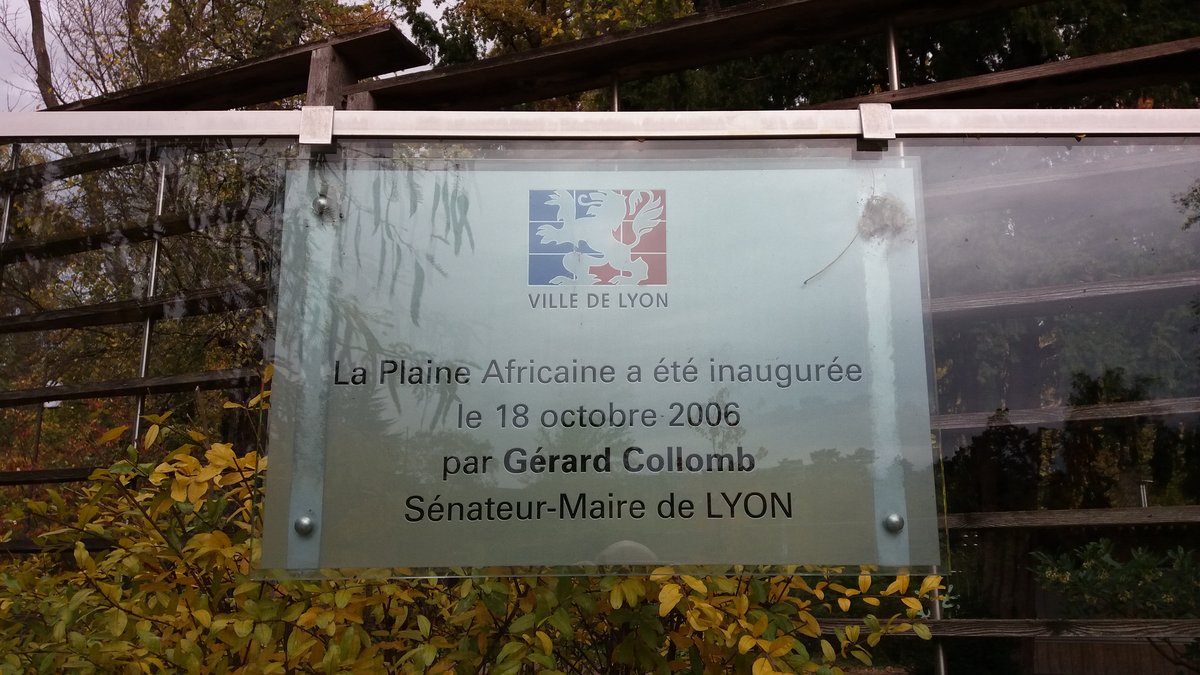 VILLE DE LYON
La Plaine Africaine a été inaugurée
le 18 octobre 2006
par Gérard Collomb
Sénateur-Maire de LYON